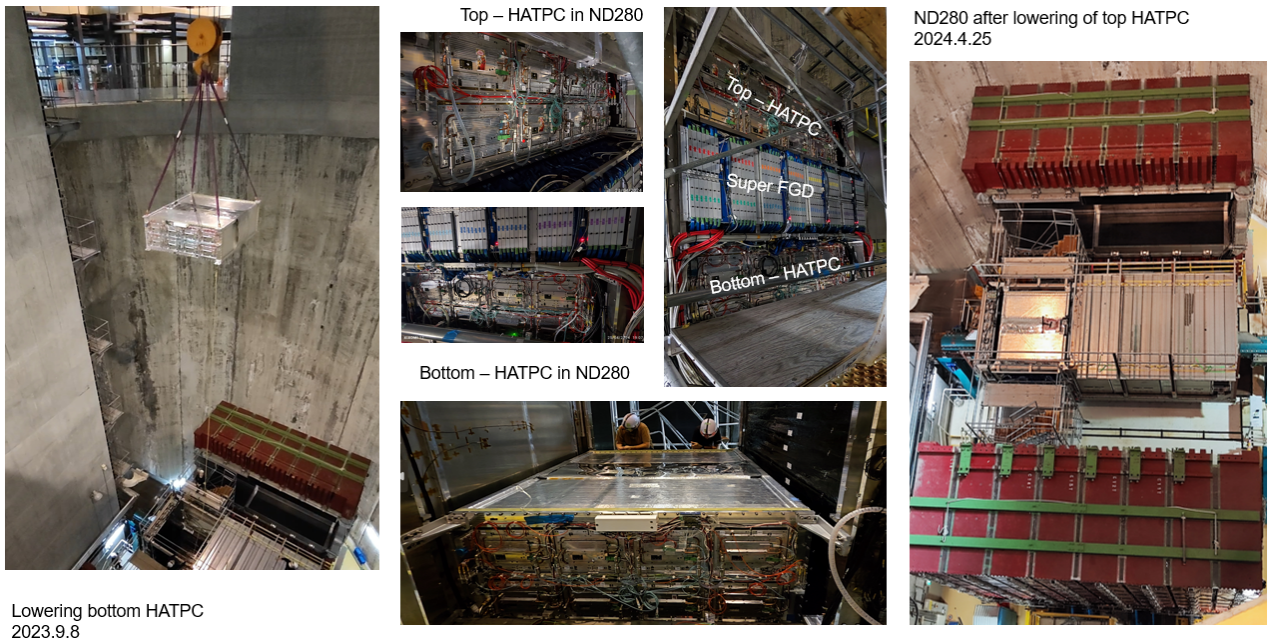 Top – HATPC in ND280
ND280 after lowering of top HATPC
2024.4.25
Top – HATPC
Super FGD
Bottom – HATPC
Bottom – HATPC in ND280
Lowering bottom HATPC
2023.9.8